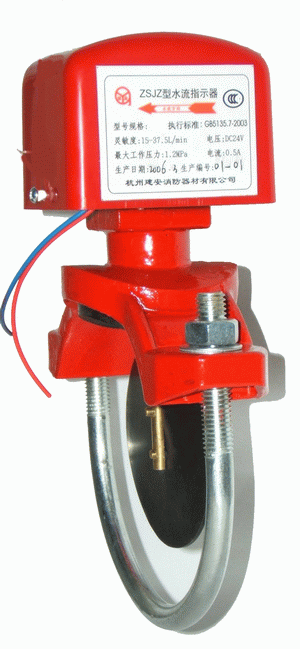 ZSJZ型水流指示器
型号规格: 执行标准: GB5135.7-2003
灵敏度: 15-37.5L/min 电压: DC24V
最大工作压力: 1.2MPa 电流: 0.5A
生产日期: 2006-3 生产编号: 01-01
杭州建安消防器材有限公司